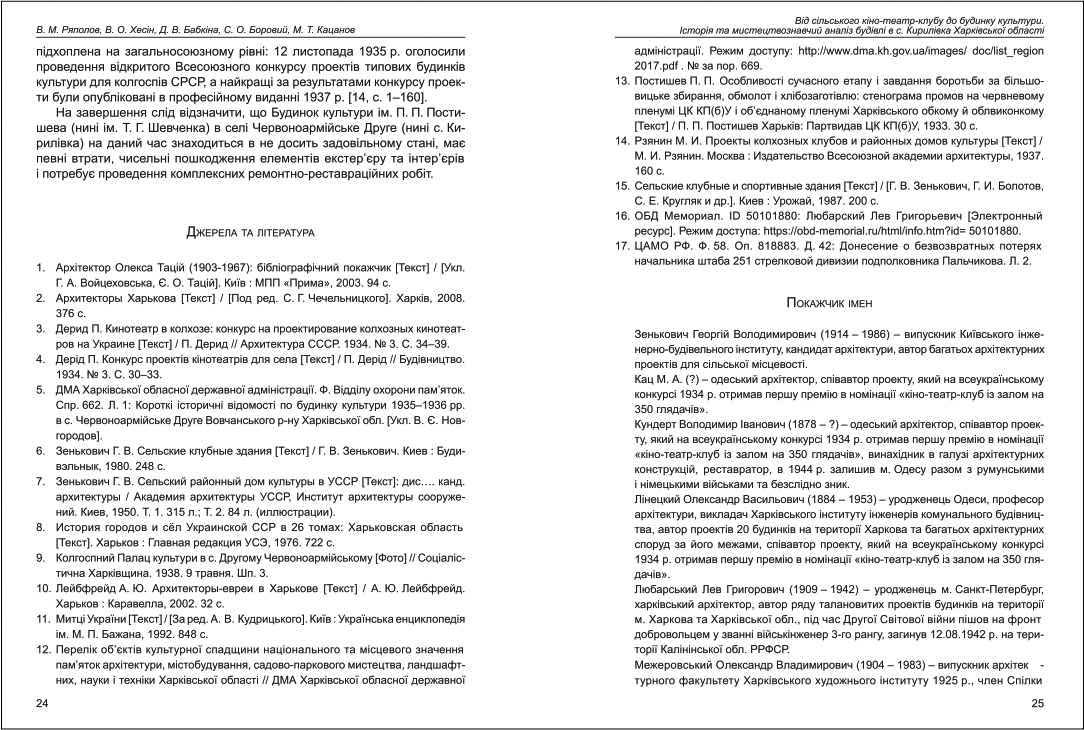 В. М. Ряполов, В. О. Хесін, Д. В. Бабкіна, С. О. Боровий, М. Т. Кацанов
підхоплена на загальносоюзному рівні: 12 листопада 1935 р. оголосили
проведення відкритого Всесоюзного конкурсу проектів типових будинків
культури для колгоспів СРСР, а найкращі за результатами конкурсу проек-
ти були опубліковані в професійному виданні 1937 р. [14, с. 1–160].
На завершення слід відзначити, що Будинок культури ім. П. П. Пости-
шева (нині ім. Т. Г. Шевченка) в селі Червоноармійське Друге (нині с. Ки-
рилівка) на даний час знаходиться в не досить задовільному стані, має
певні втрати, чисельні пошкодження елементів екстер’єру та інтер’єрів
і потребує проведення комплексних ремонтно-реставраційних робіт.
Джерела та література
1. Архітектор Олекса Тацій (1903-1967): бібліографічний покажчик [Текст] / [Укл.
Г. А. Войцеховська, Є. О. Тацій]. Київ : МПП «Прима», 2003. 94 с.
2. Архитекторы Харькова [Текст] / [Под ред. С. Г. Чечельницкого]. Харків, 2008.
376 с.
3. Дерид П. Кинотеатр в колхозе: конкурс на проектирование колхозных кинотеат-
ров на Украине [Текст] / П. Дерид // Архитектура СССР. 1934. № 3. С. 34–39.
4. Дерід П. Конкурс проектів кінотеатрів для села [Текст] / П. Дерід // Будівництво.
1934. № 3. С. 30–33.
5. ДМА Харківської обласної державної адміністрації. Ф. Відділу охорони пам’яток.
Спр. 662. Л. 1: Короткі історичні відомості по будинку культури 1935–1936 рр.
в с. Червоноармійське Друге Вовчанського р-ну Харківської обл. [Укл. В. Є. Нов-
городов].
6. Зенькович Г. В. Сельские клубные здания [Текст] / Г. В. Зенькович. Киев : Буди-
вэльнык, 1980. 248 с.
7. Зенькович Г. В. Сельский районный дом культуры в УССР [Текст]: дис…. канд.
архитектуры / Академия архитектуры УССР, Институт архитектуры сооруже-
ний. Киев, 1950. Т. 1. 315 л.; Т. 2. 84 л. (иллюстрации).
8. История городов и сёл Украинской ССР в 26 томах: Харьковская область
[Текст]. Харьков : Главная редакция УСЭ, 1976. 722 с.
9. Колгоспний Палац культури в с. Другому Червоноармійському [Фото] // Соціаліс-
тична Харківщина. 1938. 9 травня. Шп. 3.
10. Лейбфрейд А. Ю. Архитекторы-евреи в Харькове [Текст] / А. Ю. Лейбфрейд.
Харьков : Каравелла, 2002. 32 с.
11. Митці України [Текст] / [За ред. А. В. Кудрицького]. Київ : Українська енциклопедія
ім. М. П. Бажана, 1992. 848 с.
12. Перелік об’єктів культурної спадщини національного та місцевого значення
пам’яток архітектури, містобудування, садово-паркового мистецтва, ландшафт-
них, науки і техніки Харківської області // ДМА Харківської обласної державної
24
Від сільського кіно-театр-клубу до будинку культури.
Історія та мистецтвознавчий аналіз будівлі в с. Кирилівка Харківської області
адміністрації. Режим доступу: http://www.dma.kh.gov.ua/images/ doc/list_region
2017.pdf . № за пор. 669.
13. Постишев П. П. Особливості сучасного етапу і завдання боротьби за більшо-
вицьке збирання, обмолот і хлібозаготівлю: стенограма промов на червневому
пленумі ЦК КП(б)У і об’єднаному пленумі Харківського обкому й облвиконкому
[Текст] / П. П. Постишев Харьків: Партвидав ЦК КП(б)У, 1933. 30 с.
14. Рзянин М. И. Проекты колхозных клубов и районных домов культуры [Текст] /
М. И. Рзянин. Москва : Издательство Всесоюзной академии архитектуры, 1937.
160 с.
15. Сельские клубные и спортивные здания [Текст] / [Г. В. Зенькович, Г. И. Болотов,
С. Е. Кругляк и др.]. Киев : Урожай, 1987. 200 с.
16. ОБД Мемориал. ID 50101880: Любарский Лев Григорьевич [Электронный
ресурс]. Режим доступа: https://obd-memorial.ru/html/info.htm?id= 50101880.
17. ЦАМО РФ. Ф. 58. Оп. 818883. Д. 42: Донесение о безвозвратных потерях
начальника штаба 251 стрелковой дивизии подполковника Пальчикова. Л. 2.
Покажчик імен
Зенькович Георгій Володимирович (1914 – 1986) – випускник Київського інже-
нерно-будівельного інституту, кандидат архітектури, автор багатьох архітектурних
проектів для сільської місцевості.
Кац М. А. (?) – одеський архітектор, співавтор проекту, який на всеукраїнському
конкурсі 1934 р. отримав першу премію в номінації «кіно-театр-клуб із залом на
350 глядачів».
Кундерт Володимир Іванович (1878 – ?) – одеський архітектор, співавтор проек-
ту, який на всеукраїнському конкурсі 1934 р. отримав першу премію в номінації
«кіно-театр-клуб із залом на 350 глядачів», винахідник в галузі архітектурних
конструкцій, реставратор, в 1944 р. залишив м. Одесу разом з румунськими
і німецькими військами та безслідно зник.
Лінецкий Олександр Васильович (1884 – 1953) – уродженець Одеси, професор
архітектури, викладач Харківського інституту інженерів комунального будівниц-
тва, автор проектів 20 будинків на території Харкова та багатьох архітектурних
споруд за його межами, співавтор проекту, який на всеукраїнському конкурсі
1934 р. отримав першу премію в номінації «кіно-театр-клуб із залом на 350 гля-
дачів».
Любарський Лев Григорович (1909 – 1942) – уродженець м. Санкт-Петербург,
харківський архітектор, автор ряду талановитих проектів будинків на території
м. Харкова та Харківської обл., під час Другої Світової війни пішов на фронт
добровольцем у званні військінженер 3-го рангу, загинув 12.08.1942 р. на тери-
торії Калінінської обл. РРФСР.
Межеровський Олександр Владимирович (1904 – 1983) – випускник архітек -
турного факультету Харківського художнього інституту 1925 р., член Спілки
25